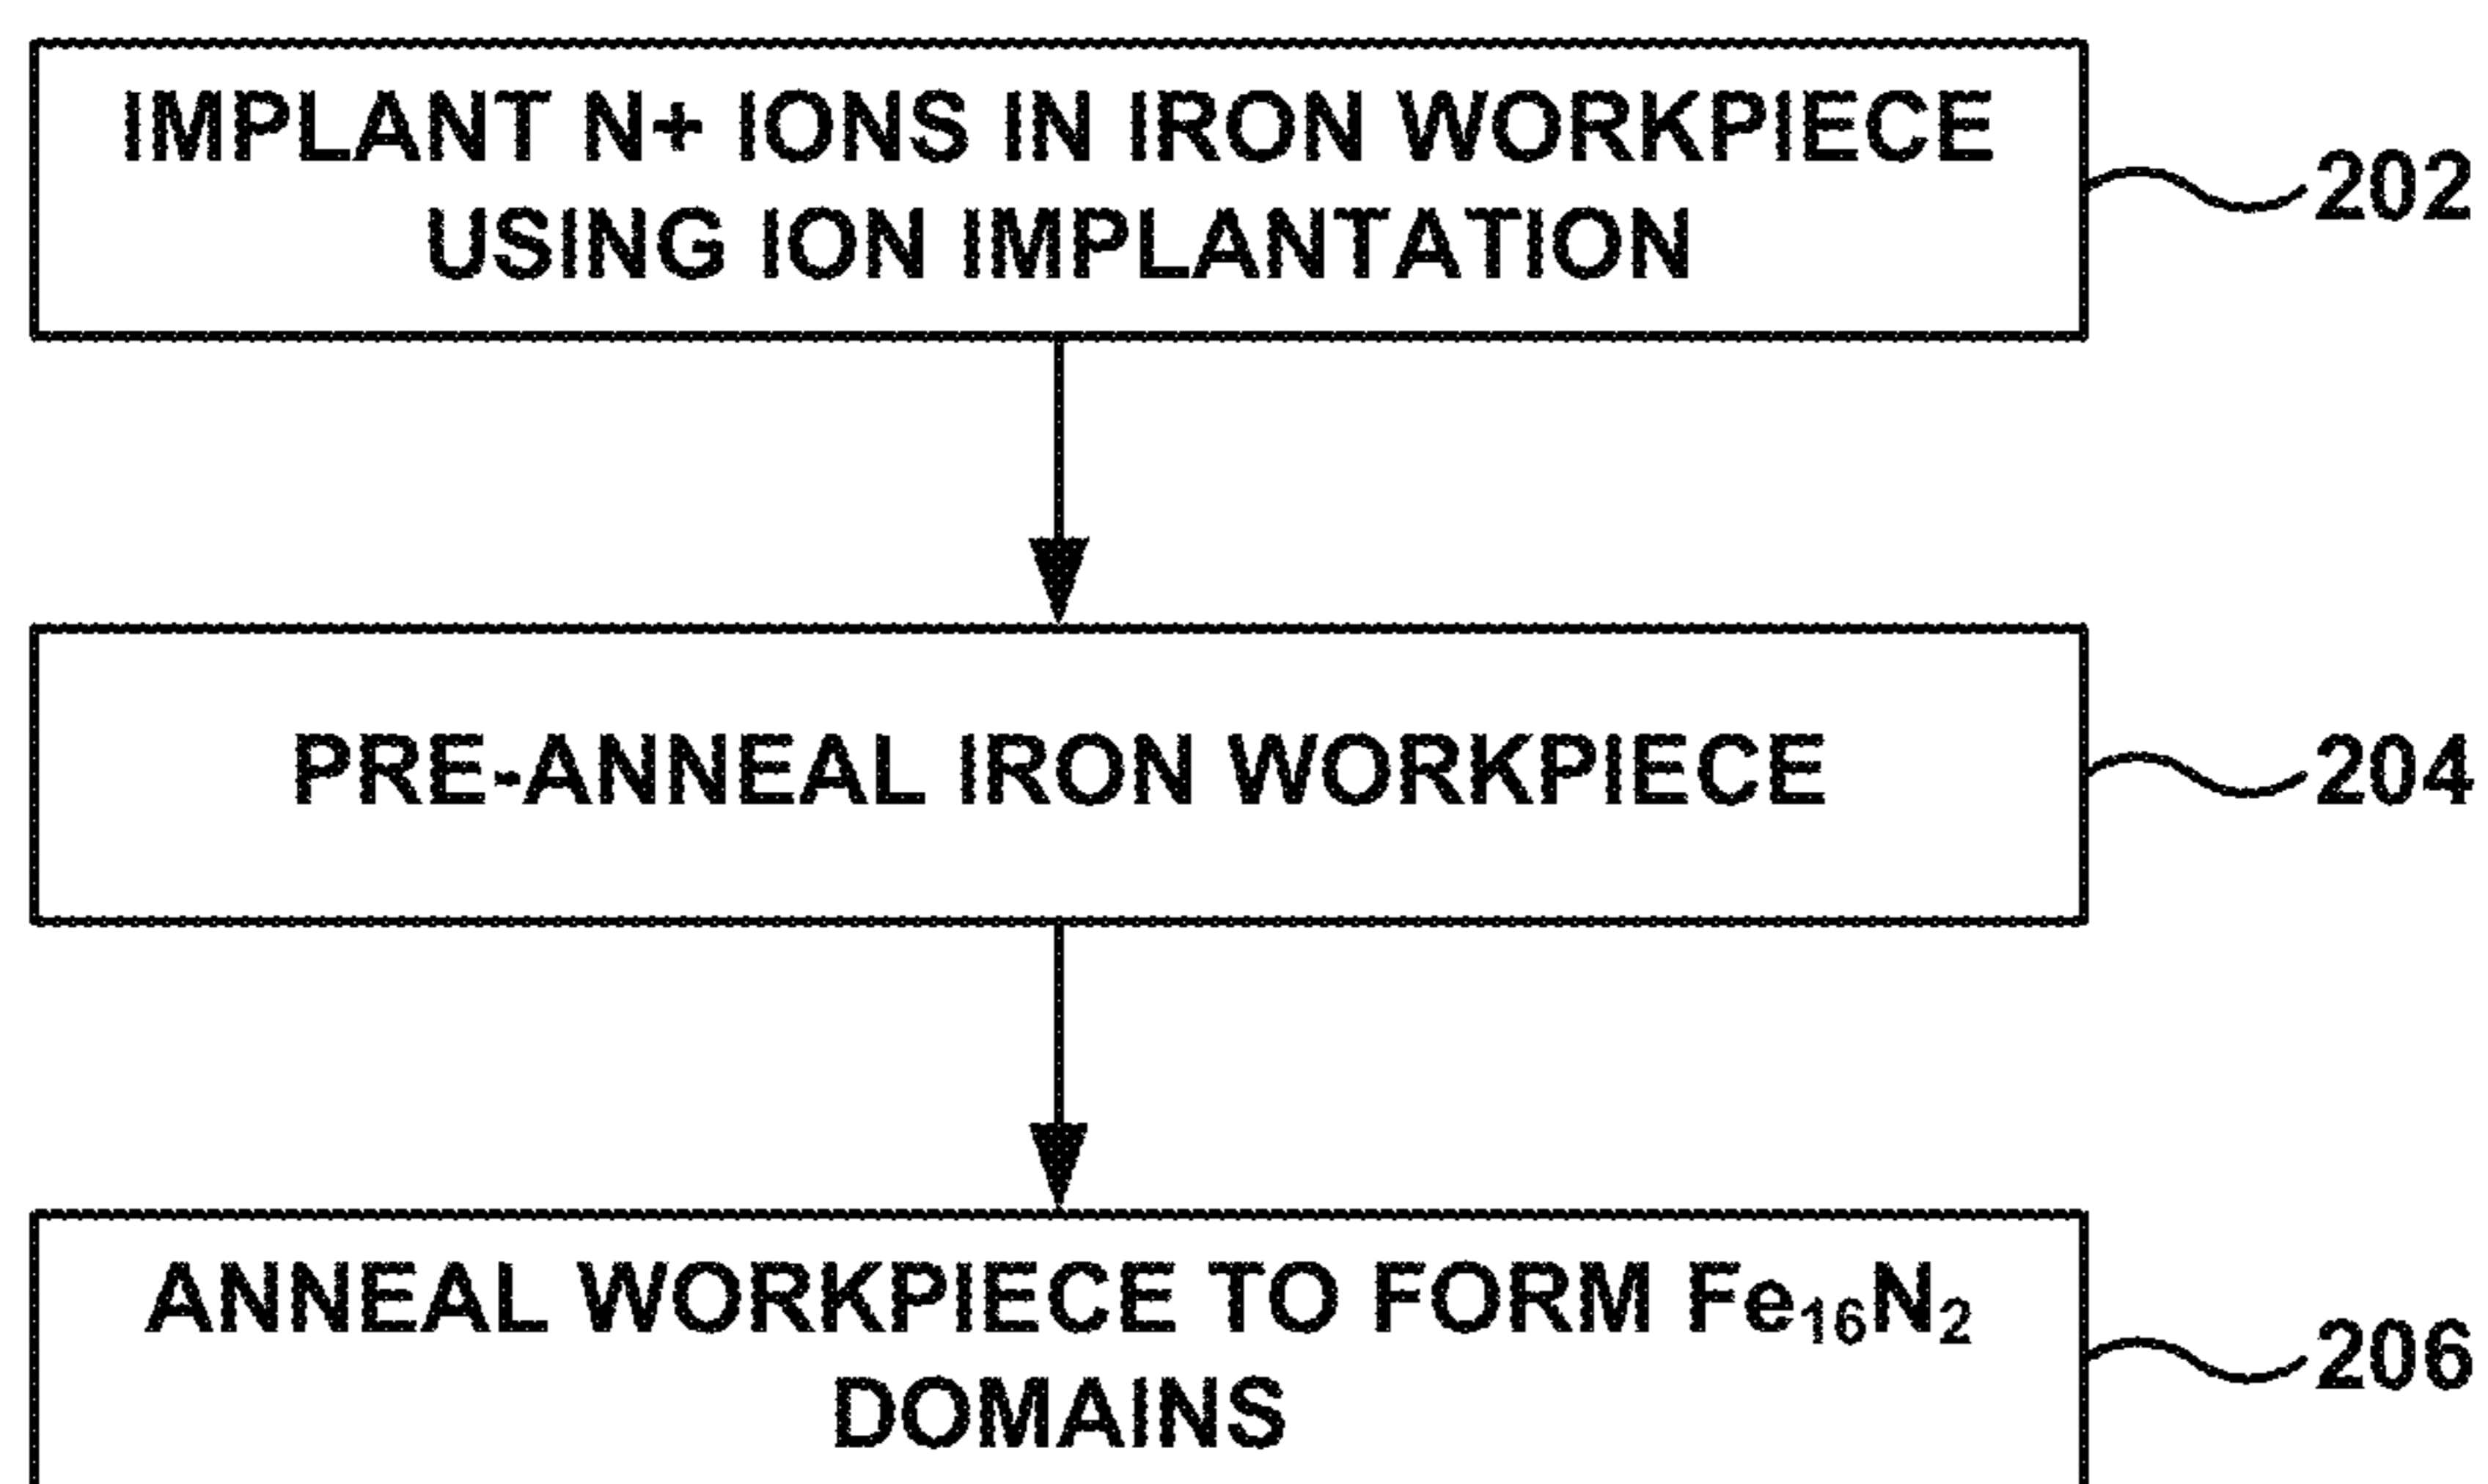 IMPLANT N+ IONS IN IRON WORKPIECE
USING ION IMPLANTATION
202
PRE-ANNEAL IRON WORKPIECE
204
ANNEAL WORKPIECE TO FORM Fe₁₆N₂
DOMAINS
206